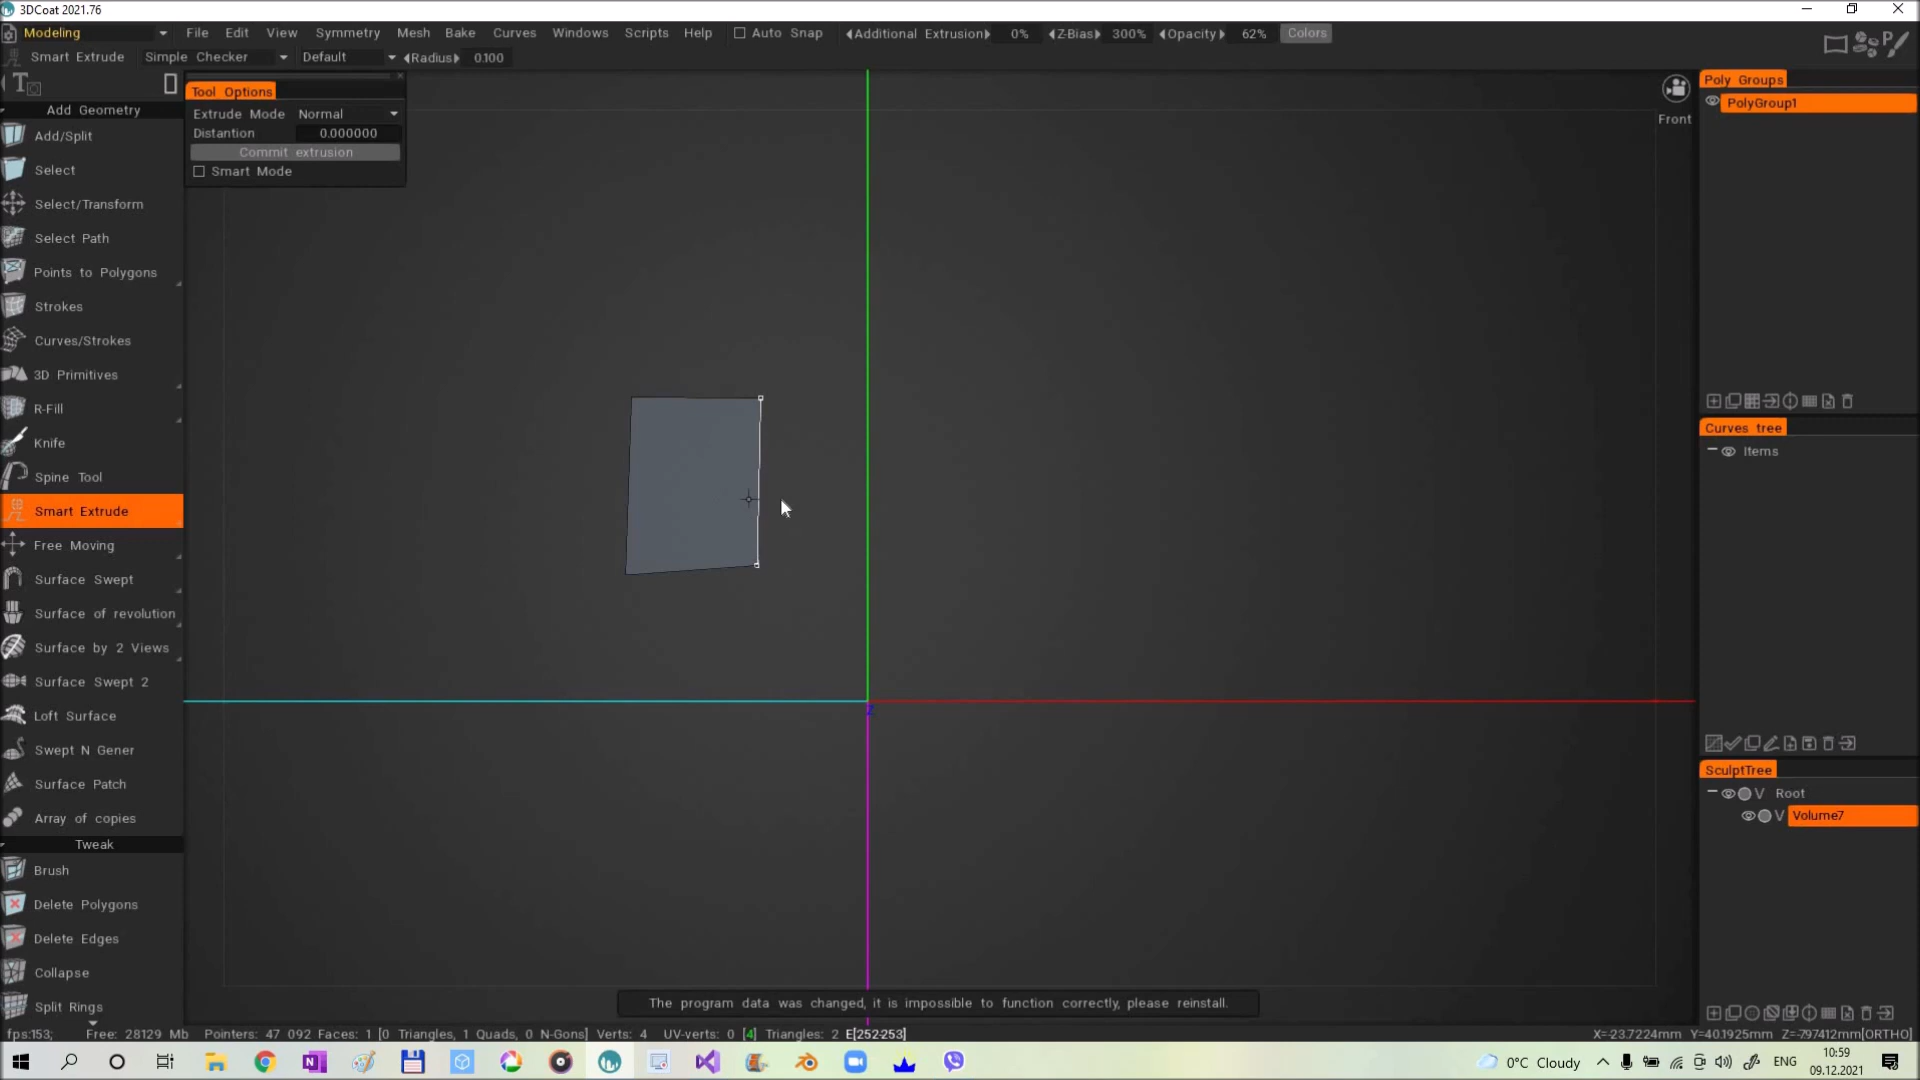 3DCoat 2021.76
Modeling File Edit View Symmetry Mesh Bake Curves Windows Scripts Help Auto Snap Additional Extrusion 0% Z-Bias 300% Opacity 62% Colors
Smart Extrude Simple Checker Default Radius 0.100
Add Geometry
Add/Split
Select
Select/Transform
Select Path
Points to Polygons
Strokes
Curves/Strokes
3D Primitives
R-Fill
Knife
Spine Tool
Smart Extrude
Free Moving
Surface Swept
Surface of revolution
Surface by 2 Views
Surface Swept 2
Loft Surface
Swept N Gener
Surface Patch
Array of copies
Tweak
Brush
Delete Polygons
Delete Edges
Collapse
Split Rings
Tool Options
Extrude Mode Normal
Distantion 0.000000
Commit extrusion
Smart Mode
Front
Z
Poly Groups
PolyGroup1
Curves tree
Items
SculptTree
V Root
V Volume7
The program data was changed, it is impossible to function correctly, please reinstall.
fps:153; Free: 28129 Mb Pointers: 47 092 Faces: 1 [0 Triangles, 1 Quads, 0 N-Gons] Verts: 4 UV-verts: 0 [4] Triangles: 2 E[252-253] X=-23.7224mm Y=40.1925mm Z=-797.412mm[ORTHO]
0°C Cloudy ENG 10:59
09.12.2021